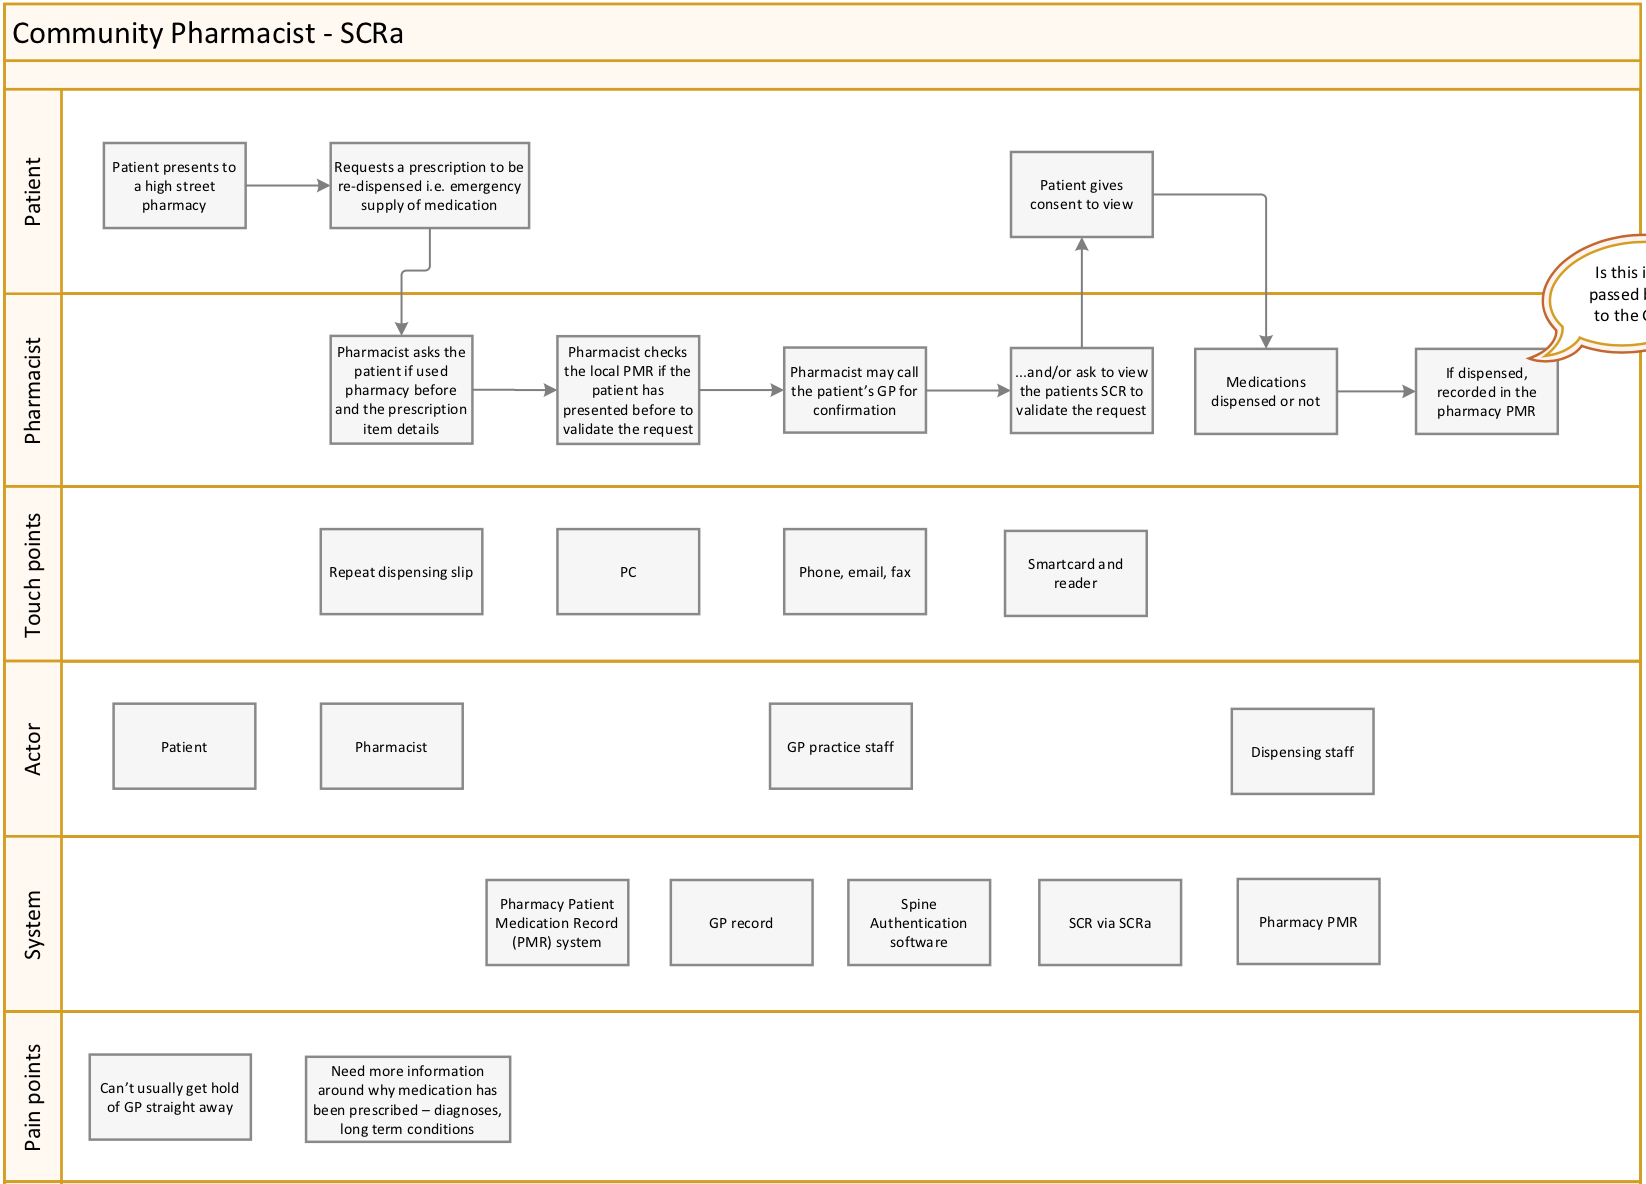 Community Pharmacist - SCRa
Patient
Patient presents to
a high street
pharmacy
Requests a prescription to be
re-dispensed i.e. emergency
supply of medication
Patient gives
consent to view
Is this
passed
to the
Pharmacist
Pharmacist asks the
patient if used
pharmacy before
and the prescription
item details
Pharmacist checks
the local PMR if the
patient has
presented before to
validate the request
Pharmacist may call
the patient’s GP for
confirmation
...and/or ask to view
the patients SCR to
validate the request
Medications
dispensed or not
If dispensed,
recorded in the
pharmacy PMR
Touch points
Repeat dispensing slip
PC
Phone, email, fax
Smartcard and
reader
Actor
Patient
Pharmacist
GP practice staff
Dispensing staff
System
Pharmacy Patient
Medication Record
(PMR) system
GP record
Spine
Authentication
software
SCR via SCRa
Pharmacy PMR
Pain points
Can’t usually get hold
of GP straight away
Need more information
around why medication has
been prescribed – diagnoses,
long term conditions